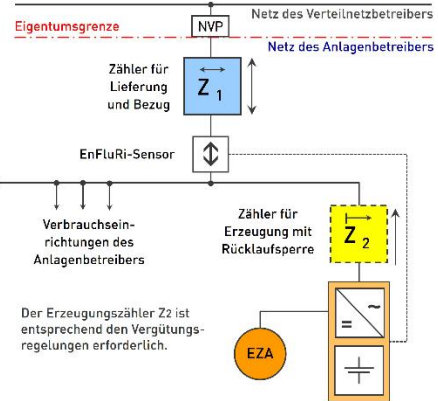 Netz des Verteilnetzbetreibers
Eigentumsgrenze
NVP
Netz des Anlagenbetreibers
Zähler für
Lieferung
und Bezug
Z 1
EnFluRi-Sensor
Verbrauchsein-
richtungen des
Anlagenbetreibers
Zähler für
Erzeugung mit
Rücklaufsperre
Z 2
Der Erzeugungszähler Z2 ist
entsprechend den Vergütungs-
regelungen erforderlich.
EZA